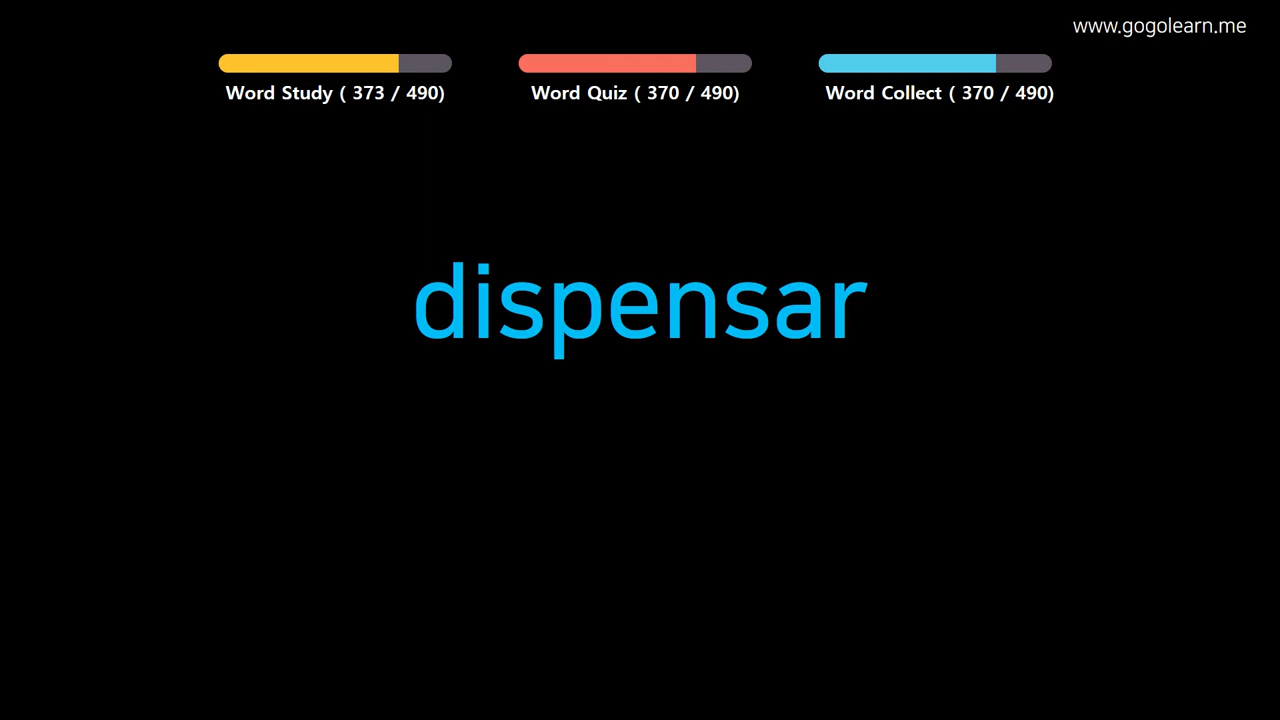 www.gogolearn.me
Word Study ( 373 / 490)
Word Quiz ( 370 / 490)
Word Collect ( 370 / 490)
dispensar